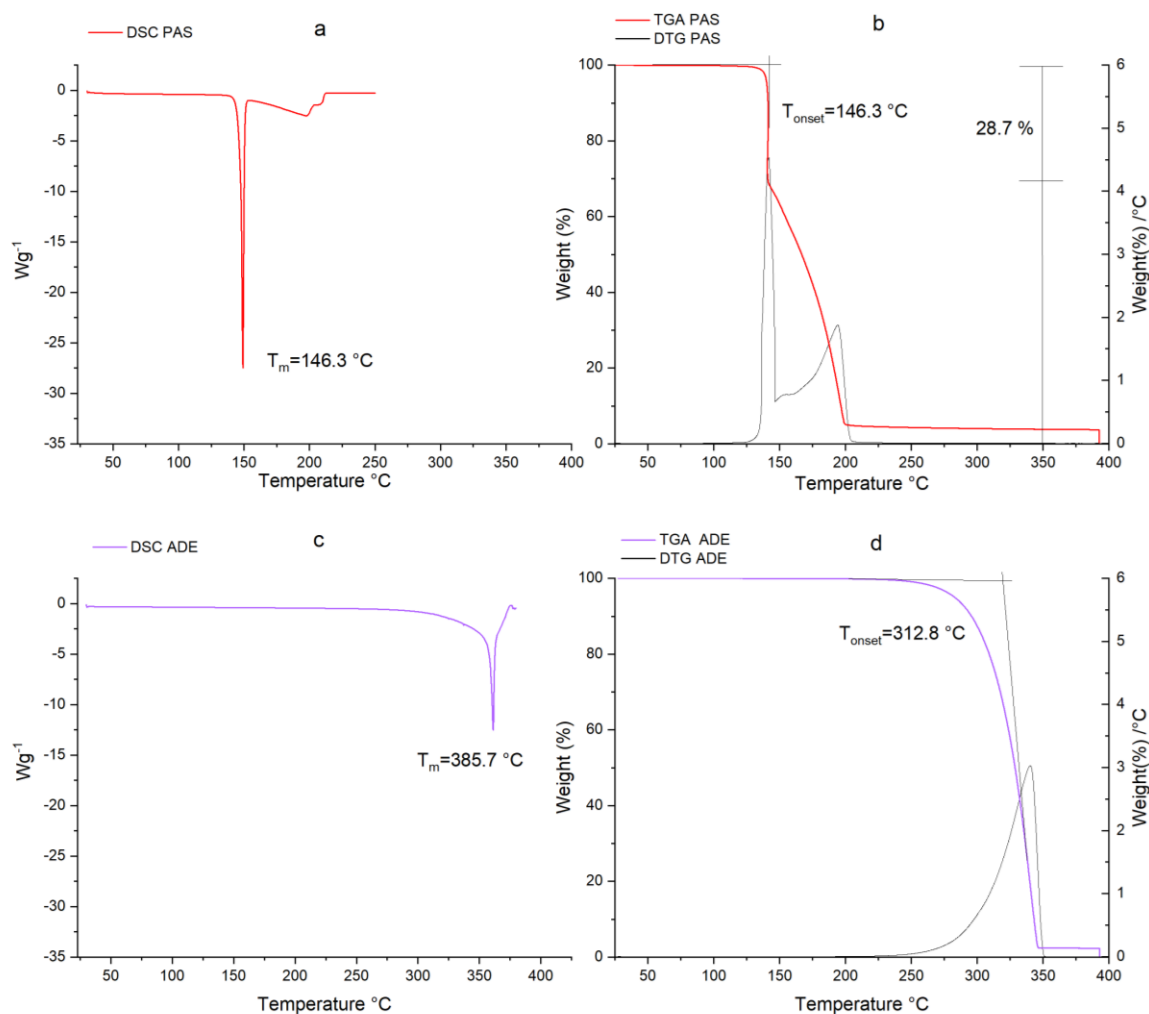 DSC PAS
a
0
-5
-10
-15
-20
-25
-30
-35
Wg-1
Tm=146.3 °C
50 100 150 200 250 300 350 400
Temperature °C
TGA PAS
DTG PAS
b
100
80
60
40
20
0
Weight (%)
Tonset=146.3 °C
28.7 %
6
5
4
3
2
1
0
Weight(%) /°C
50 100 150 200 250 300 350 400
Temperature °C
DSC ADE
c
0
-5
-10
-15
-20
-25
-30
-35
Wg-1
Tm=385.7 °C
50 100 150 200 250 300 350 400
Temperature °C
TGA ADE
DTG ADE
d
100
80
60
40
20
0
Weight (%)
Tonset=312.8 °C
6
5
4
3
2
1
0
Weight(%) /°C
50 100 150 200 250 300 350 400
Temperature °C